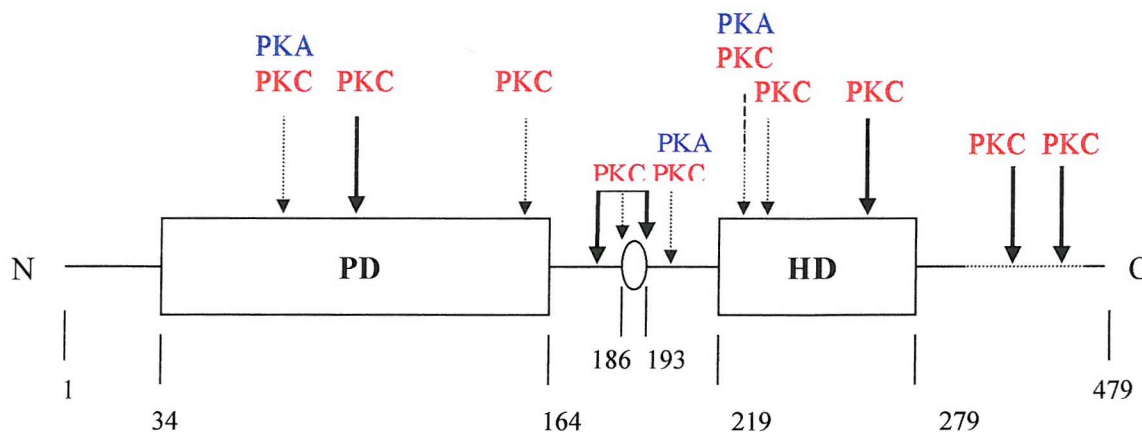 PKA PKA
PKC PKC PKC PKC
PKC PKC
PKA PKC PKC
PKC PKC
N PD HD C
186 193
1 479
34 164 219 279